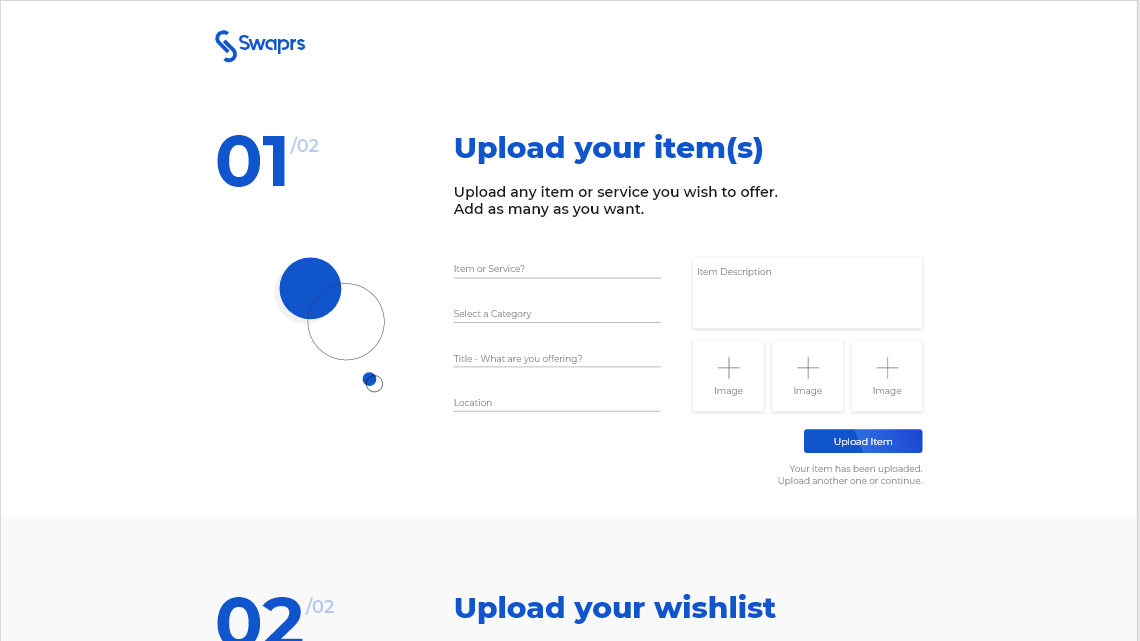 Swaprs
01 /02
Upload your item(s)
Upload any item or service you wish to offer.
Add as many as you want.
Item or Service?
Select a Category
Title - What are you offering?
Location
Item Description
Image
Image
Image
Upload Item
Your item has been uploaded.
Upload another one or continue.
02 /02
Upload your wishlist